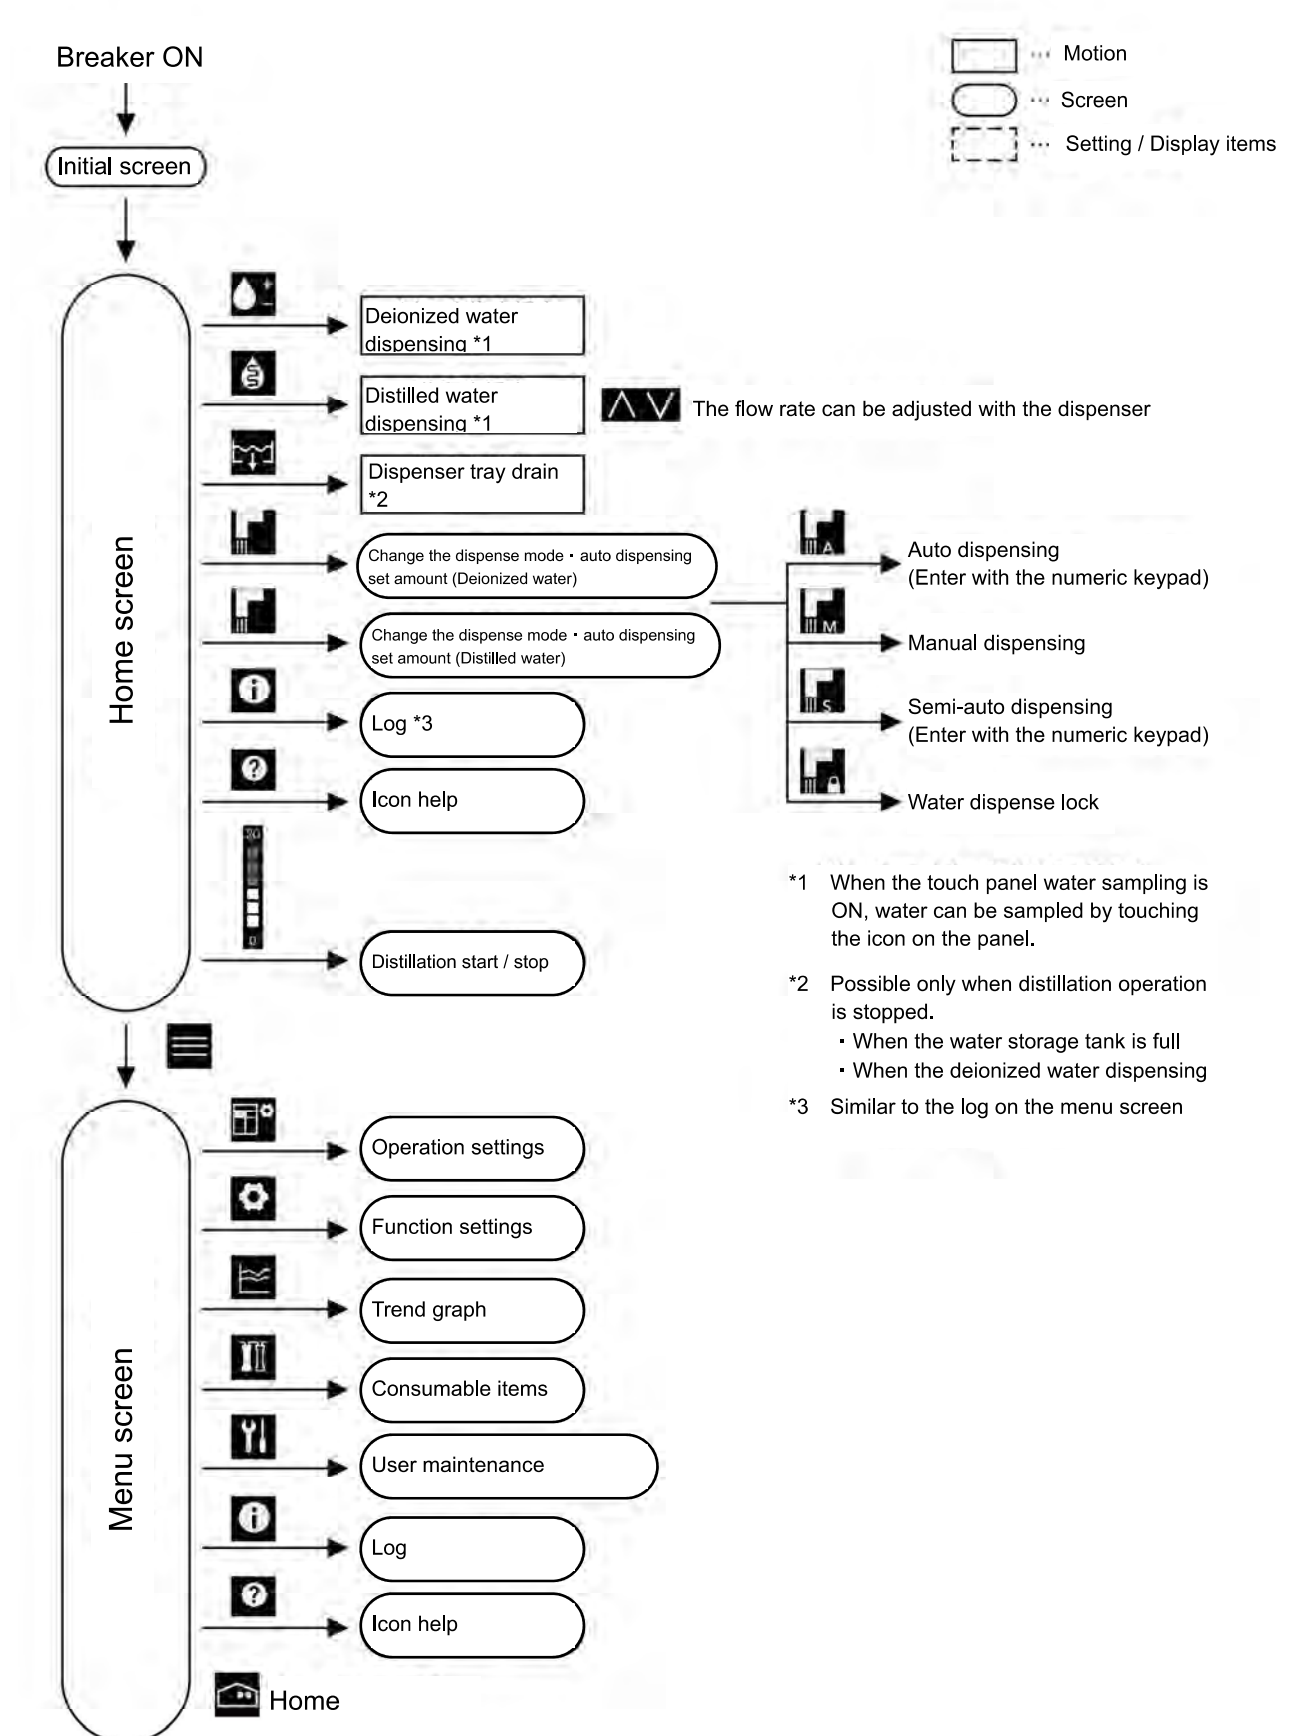 Breaker ON
Motion
Screen
Setting / Display items
Initial screen
Home screen
Deionized water
dispensing *1
Distilled water
dispensing *1
The flow rate can be adjusted with the dispenser
Dispenser tray drain
*2
Change the dispense mode・auto dispensing
set amount (Deionized water)
Change the dispense mode・auto dispensing
set amount (Distilled water)
A
Auto dispensing
(Enter with the numeric keypad)
M
Manual dispensing
S
Semi-auto dispensing
(Enter with the numeric keypad)
Water dispense lock
Log *3
Icon help
20
0
Distillation start / stop
*1 When the touch panel water sampling is
ON, water can be sampled by touching
the icon on the panel.
*2 Possible only when distillation operation
is stopped.
・When the water storage tank is full
・When the deionized water dispensing
*3 Similar to the log on the menu screen
Menu screen
Operation settings
Function settings
Trend graph
Consumable items
User maintenance
Log
Icon help
Home